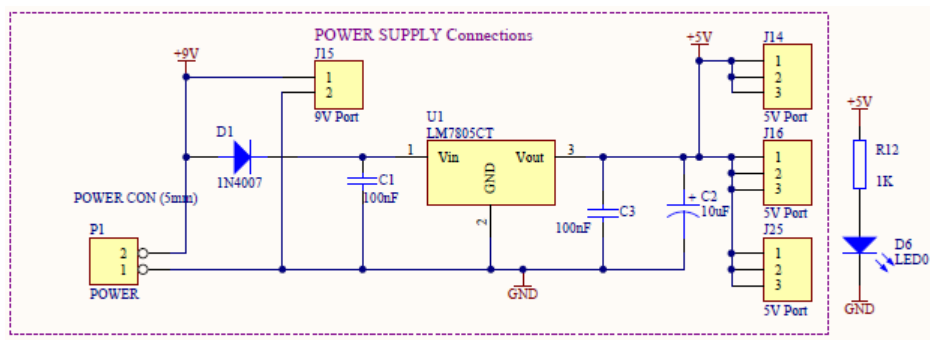 POWER SUPPLY Connections
+9V
J15
1
2
9V Port
D1
1N4007
POWER CON (5mm)
P1
2
1
POWER
C1
100nF
U1
LM7805CT
1
Vin
Vout
3
GND
2
GND
C3
100nF
+
C2
10uF
+5V
J14
1
2
3
5V Port
J16
1
2
3
5V Port
J25
1
2
3
5V Port
+5V
R12
1K
D6
LED0
GND